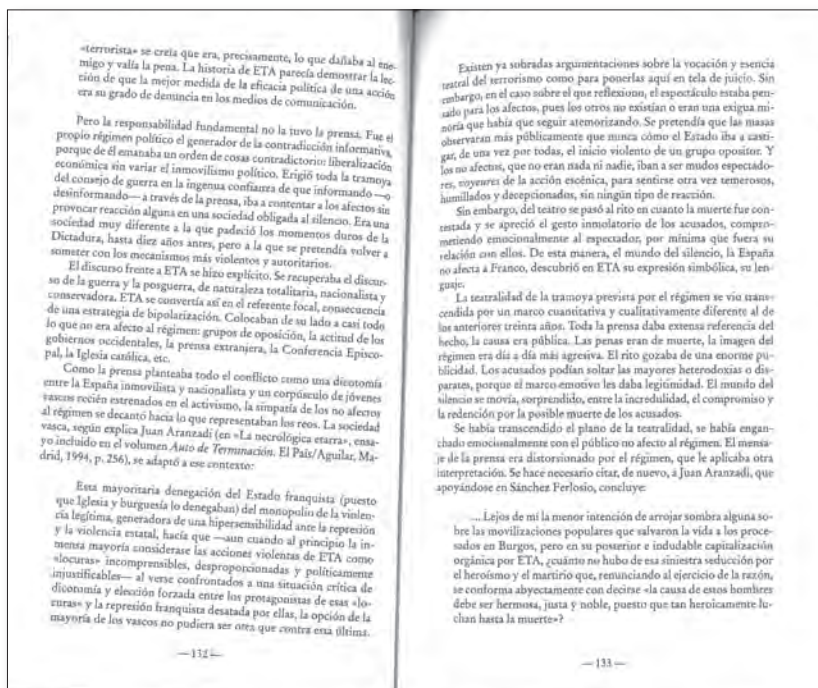 «terrorista» se creía que era, precisamente, lo que dañaba al ene-
migo y valía la pena. La historia de ETA parecía demostrar la lec-
ción de que la mejor medida de la eficacia política de una acción
era su grado de denuncia en los medios de comunicación.
Pero la responsabilidad fundamental no la tuvo la prensa. Fue el
propio régimen político el generador de la contradicción informativa,
porque de él emanaba un orden de cosas contradictorio: liberalización
económica sin variar el inmovilismo político. Erigió toda la tramoya
del consejo de guerra en la ingenua confianza de que informando —o
desinformando— a través de la prensa, iba a contentar a los afectos sin
provocar reacción alguna en una sociedad obligada al silencio. Era una
sociedad muy diferente a la que padeció los momentos duros de la
Dictadura, hasta diez años antes, pero a la que se pretendía volver a
someter con los mecanismos más violentos y autoritarios.
El discurso frente a ETA se hizo explícito. Se recuperaba el discur-
so de la guerra y la posguerra, de naturaleza totalitaria, nacionalista y
conservadora. ETA se convertía así en el referente focal, consecuencia
de una estrategia de bipolarización. Colocaban de su lado a casi todo
lo que no era afecto al régimen: grupos de oposición, la actitud de los
gobiernos occidentales, la prensa extranjera, la Conferencia Episco-
pal, la Iglesia católica, etc.
Como la prensa planteaba todo el conflicto como una dicotomía
entre la España inmovilista y nacionalista y un corpúsculo de jóvenes
vascos recién estrenados en el activismo, la simpatía de los no afectos
al régimen se decantó hacia lo que representaban los reos. La sociedad
vasca, según explica Juan Aranzadi (en «La necrológica etarra», ensa-
yo incluido en el volumen Auto de Terminación. El País/Aguilar, Ma-
drid, 1994, p. 256), se adaptó a ese contexto:
Esta mayoritaria denegación del Estado franquista (puesto
que Iglesia y burguesía lo denegaban) del monopolio de la violen-
cia legítima, generadora de una hipersensibilidad ante la represión
y la violencia estatal, hacía que —aun cuando al principio la in-
mensa mayoría considerase las acciones violentas de ETA como
«locuras» incomprensibles, desproporcionadas y políticamente
injustificables— al verse confrontados a una situación crítica de
dicotomía y elección forzada entre los protagonistas de esas «lo-
curas» y la represión franquista desatada por ellas, la opción de la
mayoría de los vascos no pudiera ser otra que contra esta última.
—132—
Existen ya sobradas argumentaciones sobre la vocación y esencia
teatral del terrorismo como para ponerlas aquí en tela de juicio. Sin
embargo, en el caso sobre el que reflexiono, el espectáculo estaba pen-
sado para los afectos, pues los otros no existían o eran una exigua mi-
noría que había que seguir atemorizando. Se pretendía que las masas
observaran más públicamente que nunca cómo el Estado iba a casti-
gar, de una vez por todas, el inicio violento de un grupo opositor. Y
los no afectos, que no eran nada ni nadie, iban a ser mudos espectado-
res, voyeures de la acción escénica, para sentirse otra vez temerosos,
humillados y decepcionados, sin ningún tipo de reacción.
Sin embargo, del teatro se pasó al rito en cuanto la muerte fue con-
testada y se apreció el gesto inmolatorio de los acusados, compro-
metiendo emocionalmente al espectador, por mínima que fuera su
relación con ellos. De esta manera, el mundo del silencio, la España
no afecta a Franco, descubrió en ETA su expresión simbólica, su len-
guaje.
La teatralidad de la tramoya prevista por el régimen se vio trans-
cendida por un marco cuantitativa y cualitativamente diferente al de
los anteriores treinta años. Toda la prensa daba extensa referencia del
hecho, la causa era pública. Las penas eran de muerte, la imagen del
régimen era día a día más agresiva. El rito gozaba de una enorme pu-
blicidad. Los acusados podían soltar las mayores heterodoxias o dis-
parates, porque el marco emotivo les daba legitimidad. El mundo del
silencio se movía, sorprendido, entre la incredulidad, el compromiso y
la redención por la posible muerte de los acusados.
Se había transcendido el plano de la teatralidad, se había engan-
chado emocionalmente con el público no afecto al régimen. El mensa-
je de la prensa era distorsionado por el régimen, que le aplicaba otra
interpretación. Se hace necesario citar, de nuevo, a Juan Aranzadi, que
apoyándose en Sánchez Ferlosio, concluye:
... Lejos de mí la menor intención de arrojar sombra alguna so-
bre las movilizaciones populares que salvaron la vida a los proce-
sados en Burgos, pero en su posterior e indudable capitalización
orgánica por ETA, ¿cuánto no hubo de esa siniestra seducción por
el heroísmo y el martirio que, renunciando al ejercicio de la razón,
se conforma abyectamente con decirse «la causa de estos hombres
debe ser hermosa, justa y noble, puesto que tan heroicamente lu-
chan hasta la muerte»?
—133—